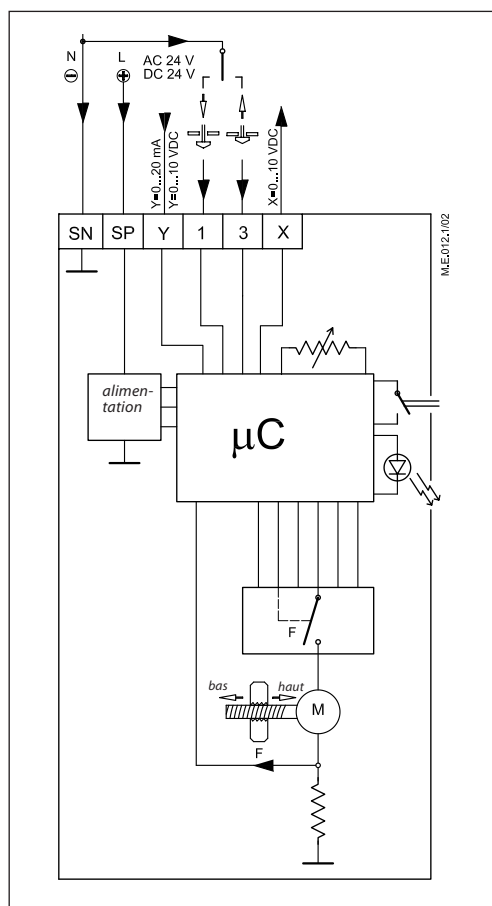 N L AC 24 V
DC 24 V
Y=0...20 mA
Y=0...10 VDC
X=0...10 VDC
SN SP Y 1 3 X
M.E.012.1/02
alimen-
tation
µC
F
bas haut
M
F